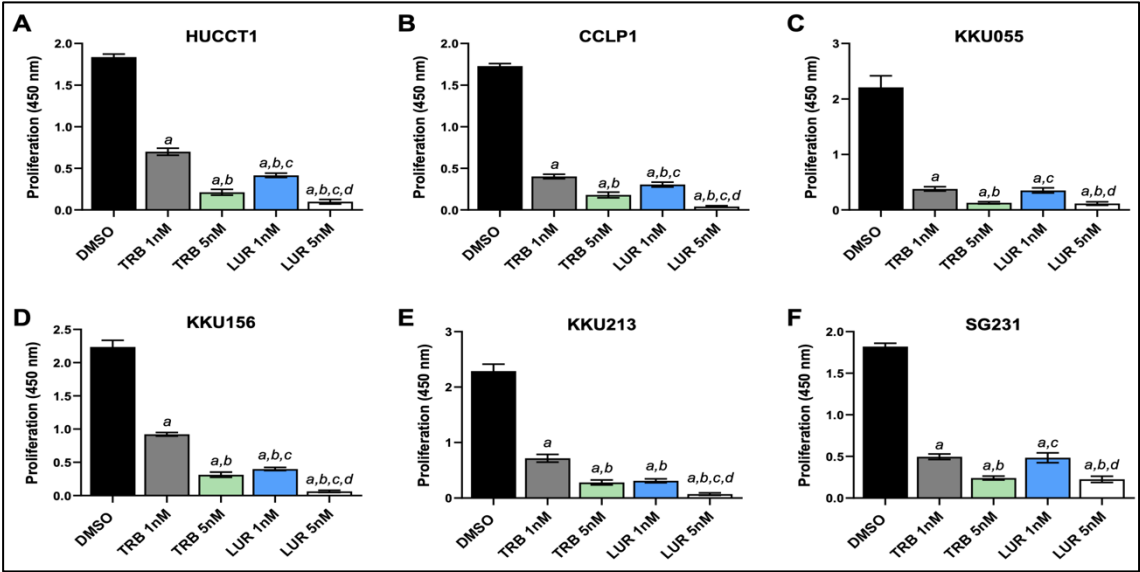 A
HUCCT1
Proliferation (450 nm)
2.0
1.5
1.0
0.5
0.0
a
a,b
a,b,c
a,b,c,d
DMSO
TRB 1nM
TRB 5nM
LUR 1nM
LUR 5nM
B
CCLP1
Proliferation (450 nm)
2.0
1.5
1.0
0.5
0.0
a
a,b
a,b,c
a,b,c,d
DMSO
TRB 1nM
TRB 5nM
LUR 1nM
LUR 5nM
C
KKU055
Proliferation (450 nm)
3
2
1
0
a
a,b
a,c
a,b,d
DMSO
TRB 1nM
TRB 5nM
LUR 1nM
LUR 5nM
D
KKU156
Proliferation (450 nm)
2.5
2.0
1.5
1.0
0.5
0.0
a
a,b
a,b,c
a,b,c,d
DMSO
TRB 1nM
TRB 5nM
LUR 1nM
LUR 5nM
E
KKU213
Proliferation (450 nm)
3
2
1
0
a
a,b
a,b
a,b,c,d
DMSO
TRB 1nM
TRB 5nM
LUR 1nM
LUR 5nM
F
SG231
Proliferation (450 nm)
2.0
1.5
1.0
0.5
0.0
a
a,b
a,c
a,b,d
DMSO
TRB 1nM
TRB 5nM
LUR 1nM
LUR 5nM